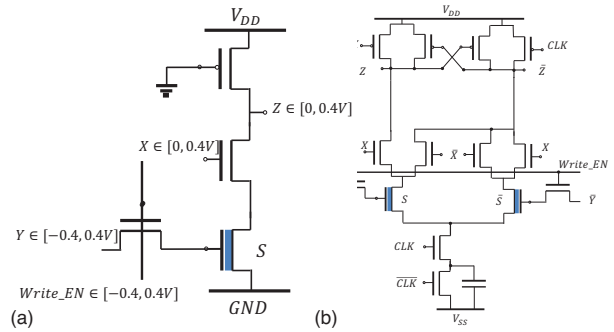 V_DD
Z ∈ [0, 0.4V]
X ∈ [0, 0.4V]
Y ∈ [−0.4, 0.4V]
S
Write_EN ∈ [−0.4, 0.4V]
GND
(a)
V_DD
CLK
Z
Z̄
X
X̄
X
Write_EN
S
S̄
Ȳ
CLK
C̅L̅K̅
V_SS
(b)